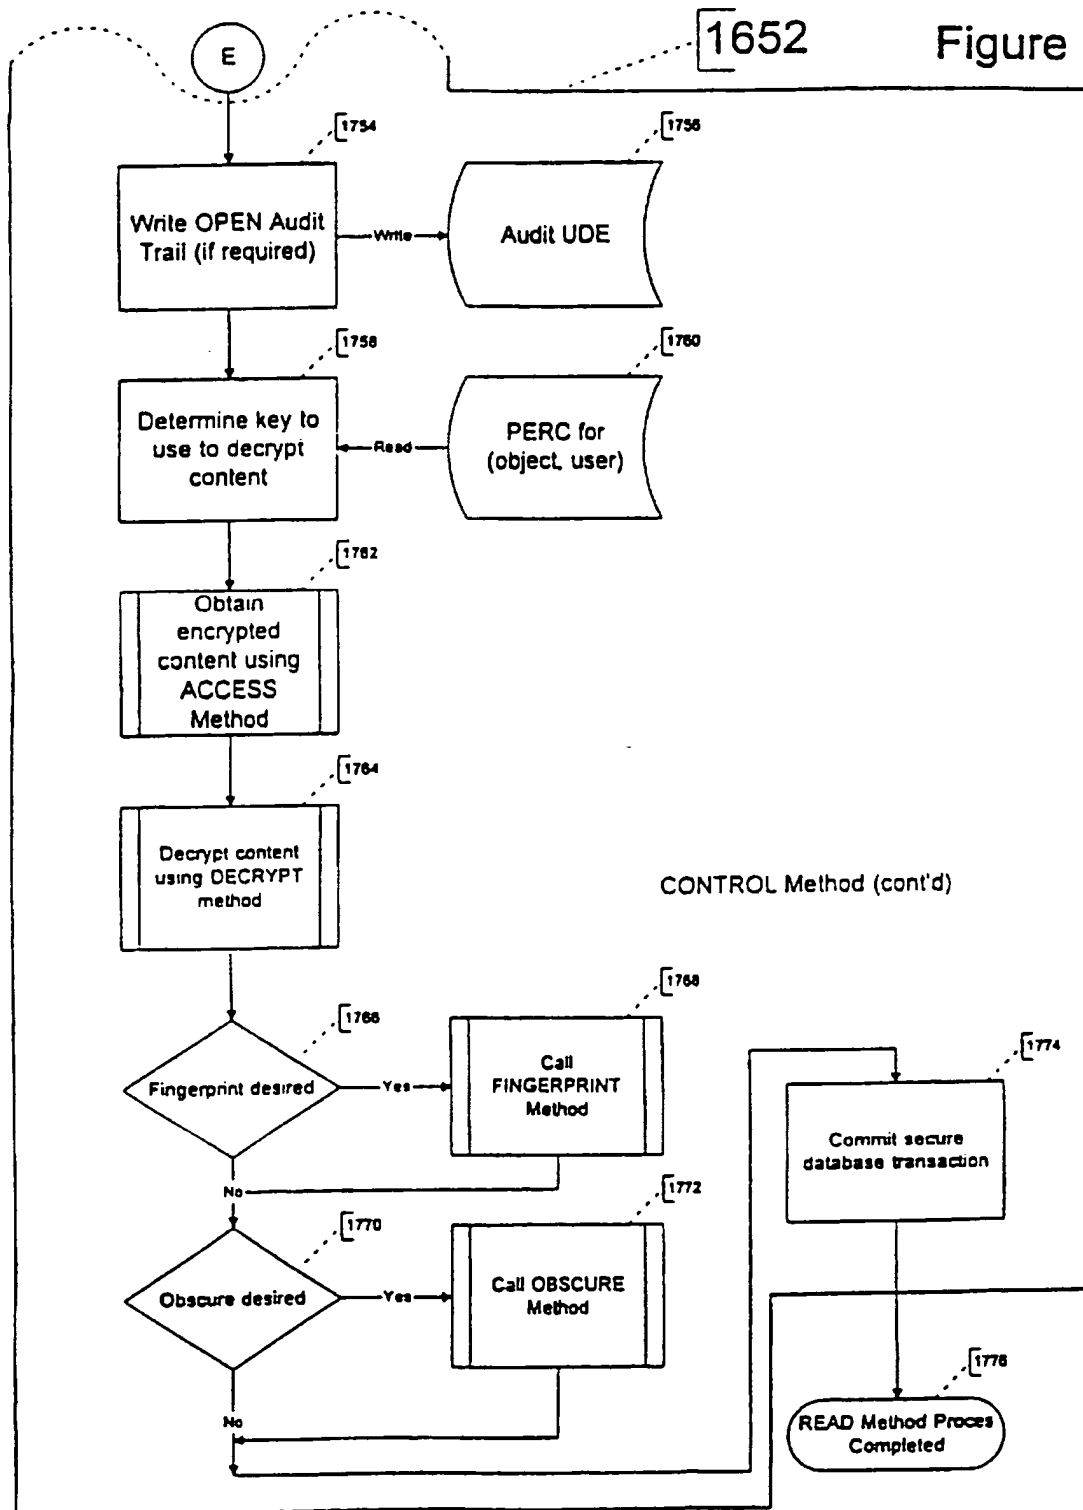 1652
Figure
E
1754
Write OPEN Audit
Trail (if required)
Write
1756
Audit UDE
1758
Determine key to
use to decrypt
content
Read
1760
PERC for
(object, user)
1762
Obtain
encrypted
content using
ACCESS
Method
1764
Decrypt content
using DECRYPT
method
CONTROL Method (cont'd)
1766
Fingerprint desired
Yes
1768
Call
FINGERPRINT
Method
No
1770
Obscure desired
Yes
1772
Call OBSCURE
Method
No
1774
Commit secure
database transaction
1776
READ Method Proces
Completed